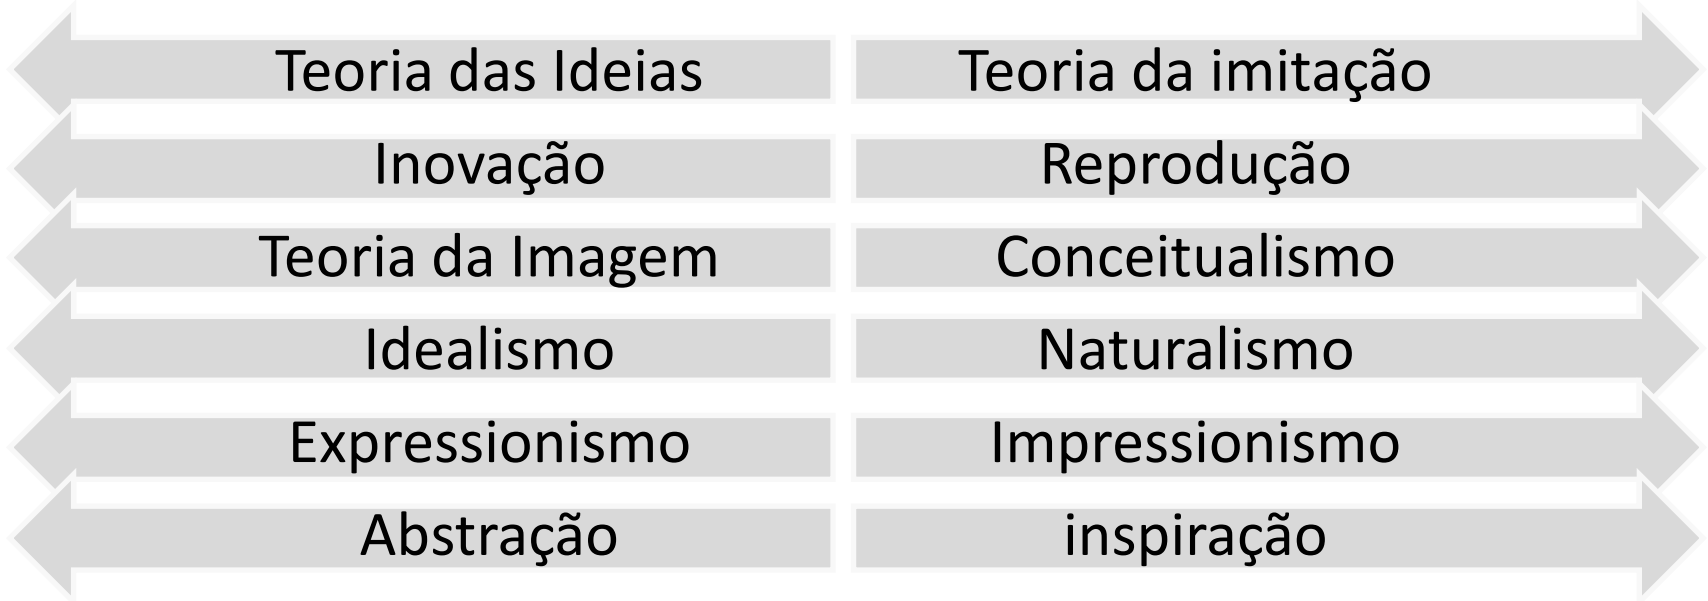 Teoria das Ideias
Teoria da imitação
Inovação
Reprodução
Teoria da Imagem
Conceitualismo
Idealismo
Naturalismo
Expressionismo
Impressionismo
Abstração
inspiração